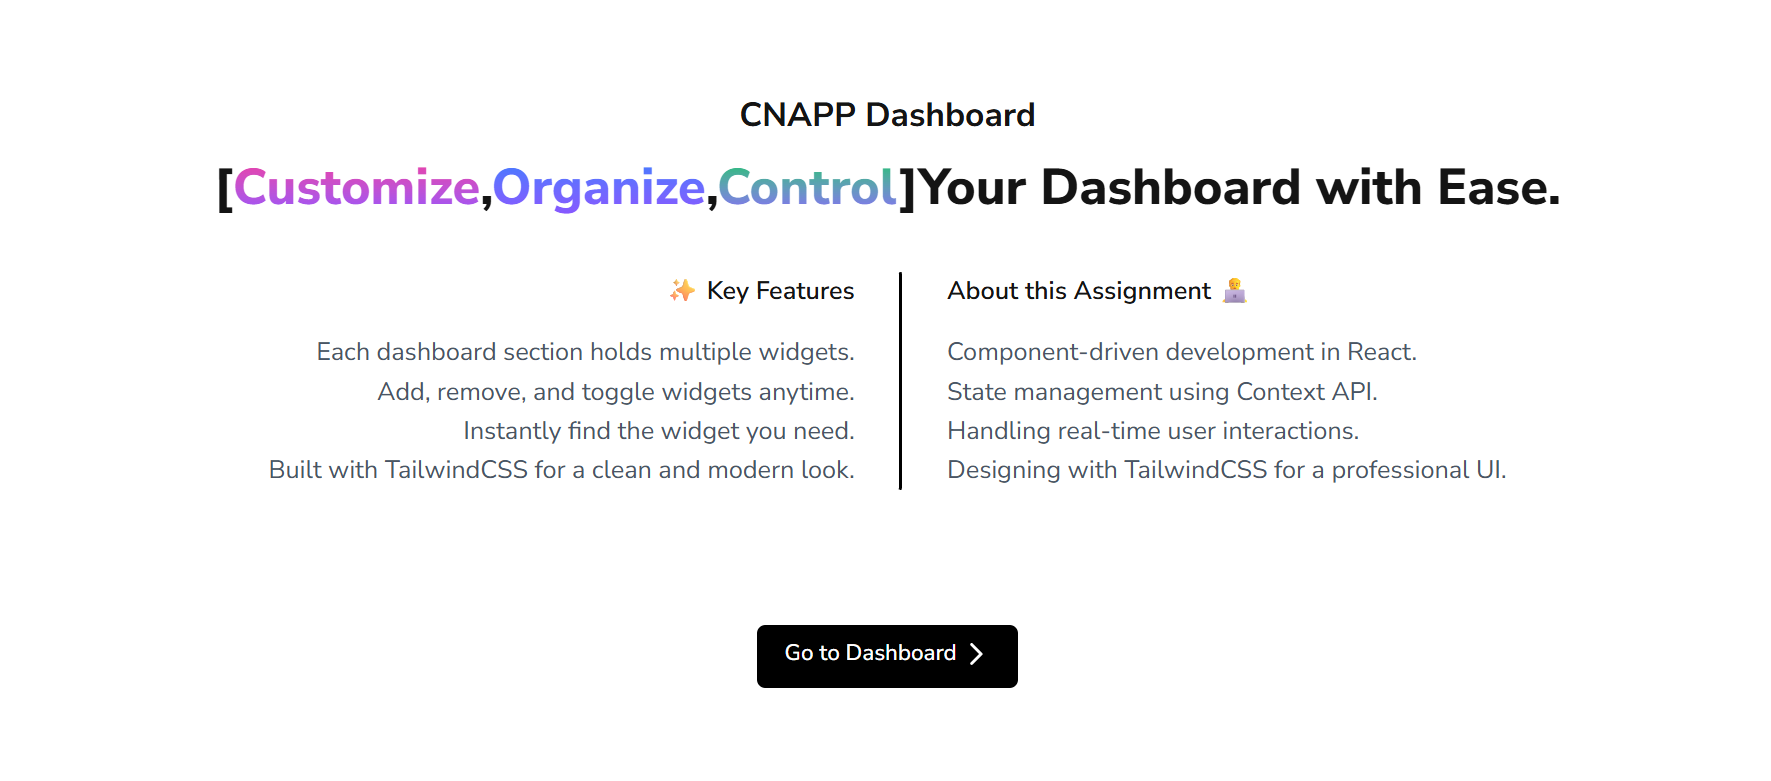 CNAPP Dashboard
[Customize,Organize,Control]Your Dashboard with Ease.
✨ Key Features
Each dashboard section holds multiple widgets.
Add, remove, and toggle widgets anytime.
Instantly find the widget you need.
Built with TailwindCSS for a clean and modern look.
About this Assignment 🧑‍💻
Component-driven development in React.
State management using Context API.
Handling real-time user interactions.
Designing with TailwindCSS for a professional UI.
Go to Dashboard